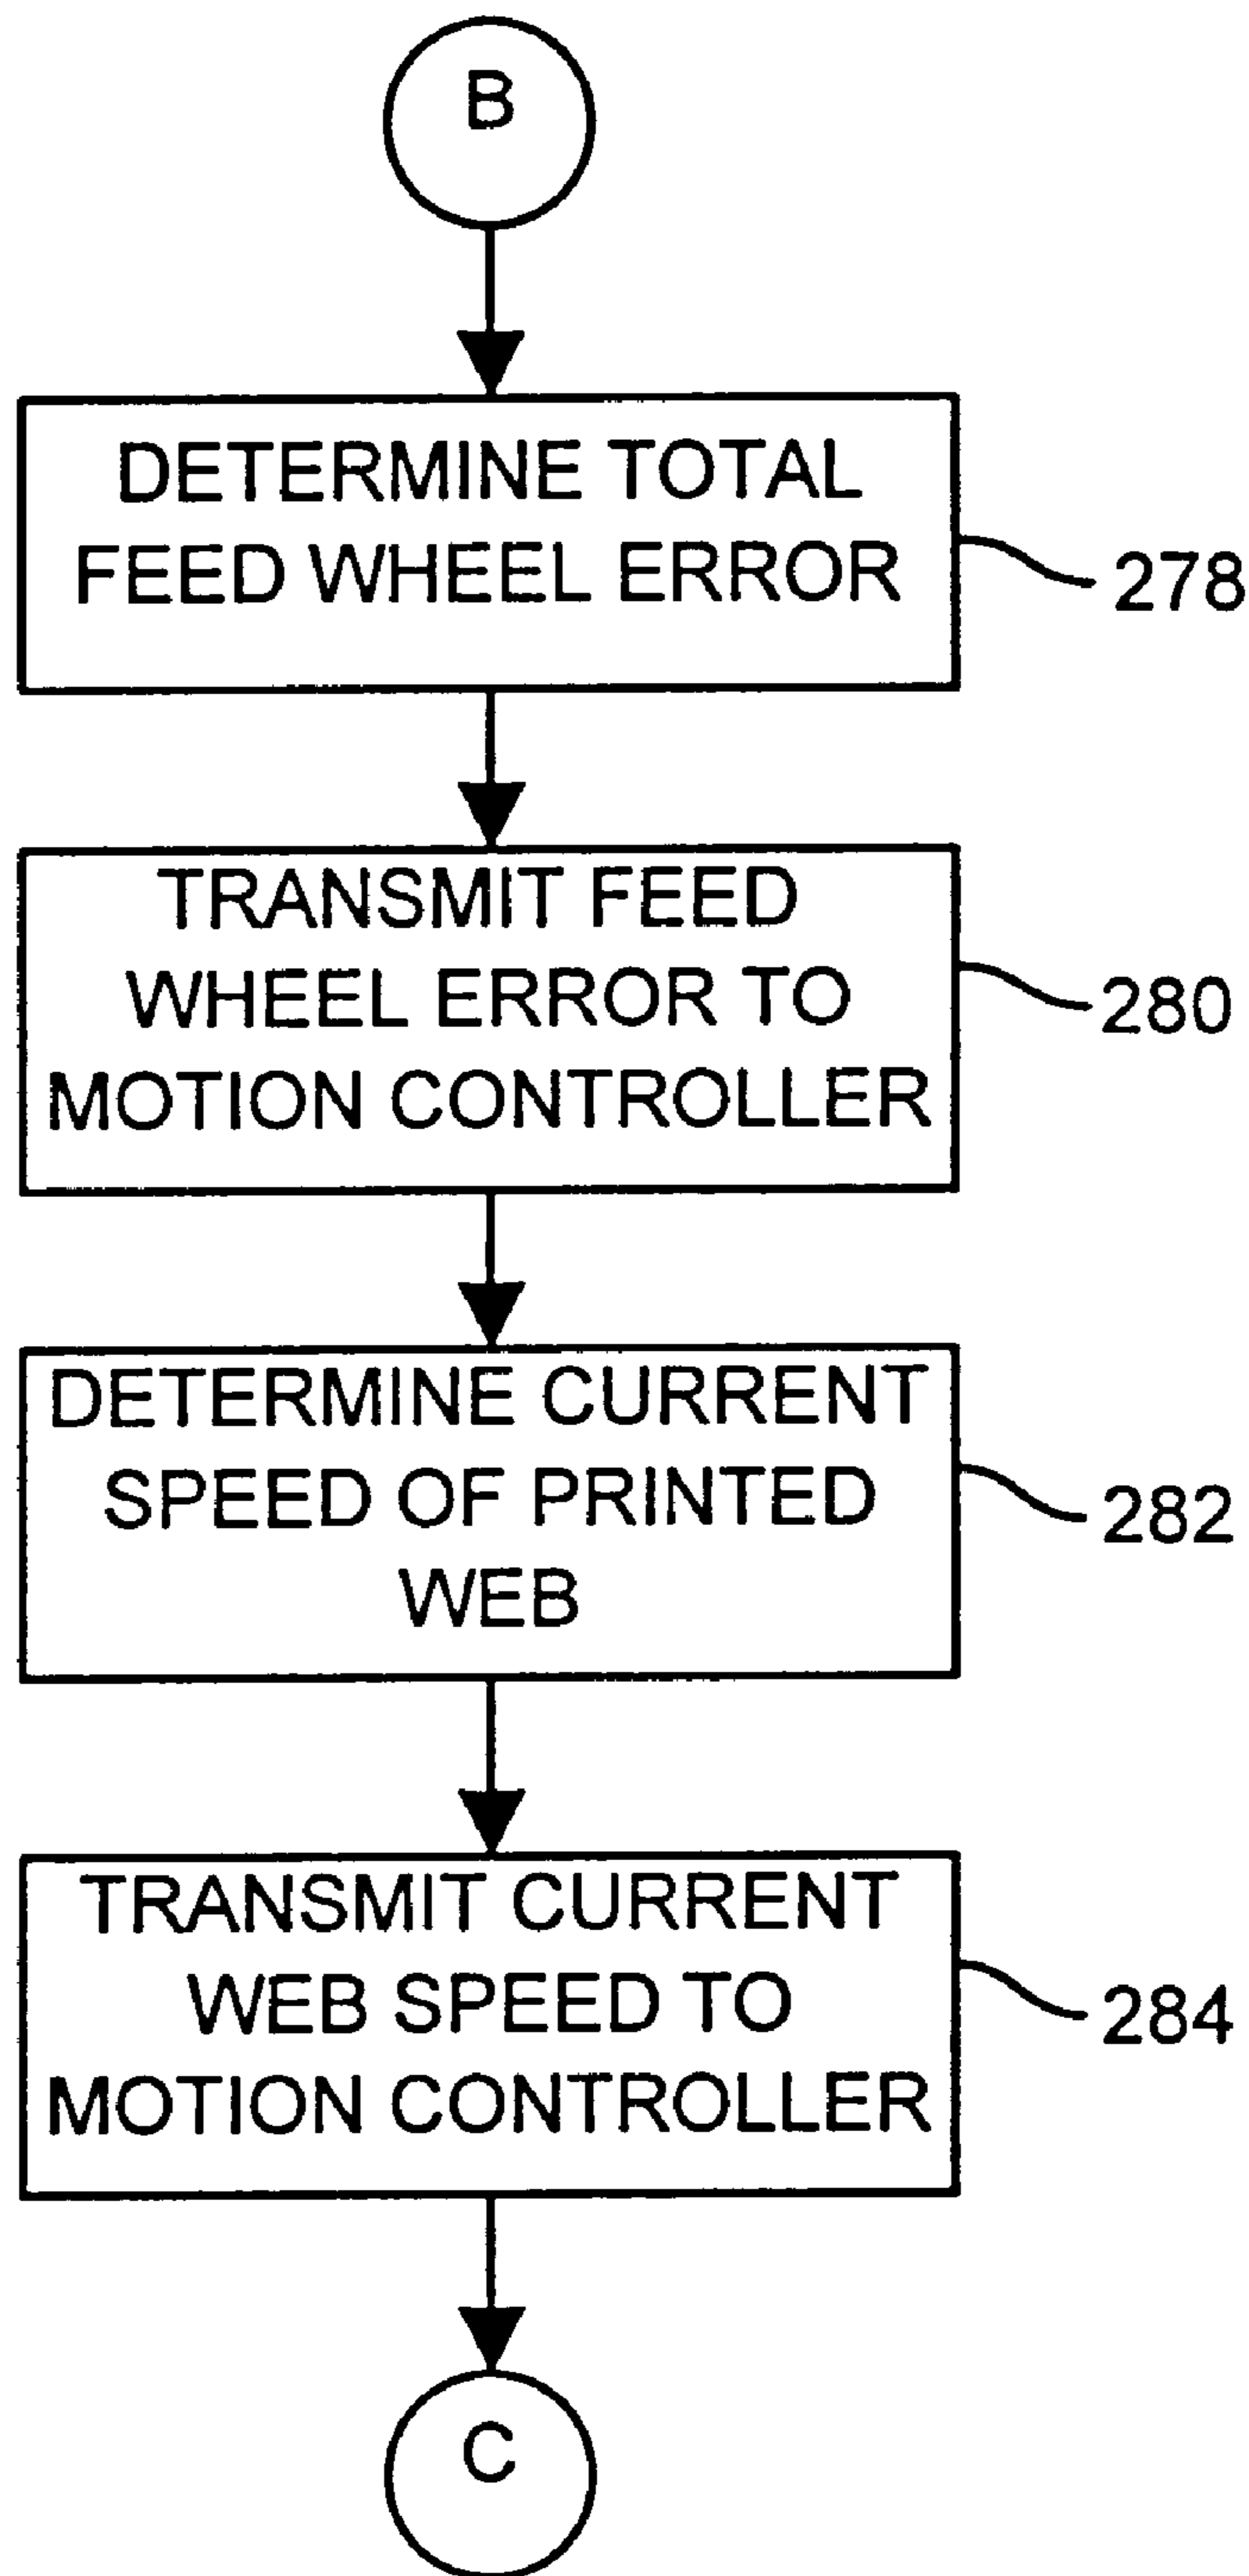 B
DETERMINE TOTAL
FEED WHEEL ERROR
278
TRANSMIT FEED
WHEEL ERROR TO
MOTION CONTROLLER
280
DETERMINE CURRENT
SPEED OF PRINTED
WEB
282
TRANSMIT CURRENT
WEB SPEED TO
MOTION CONTROLLER
284
C